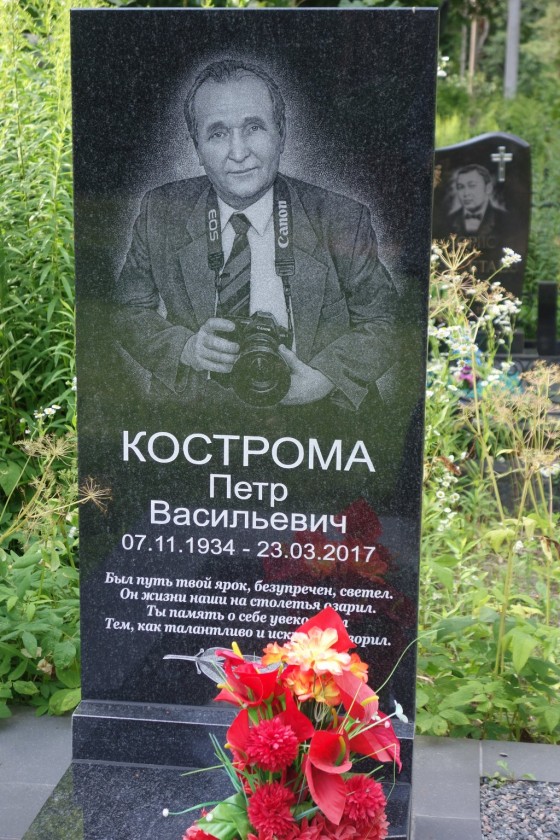 EOS
Canon
КОСТРОМА
Петр
Васильевич
07.11.1934 - 23.03.2017
Был путь твой ярок, безупречен, светел.
Он жизни наши на столетья озарил.
Ты память о себе
Тем, как талантливо и